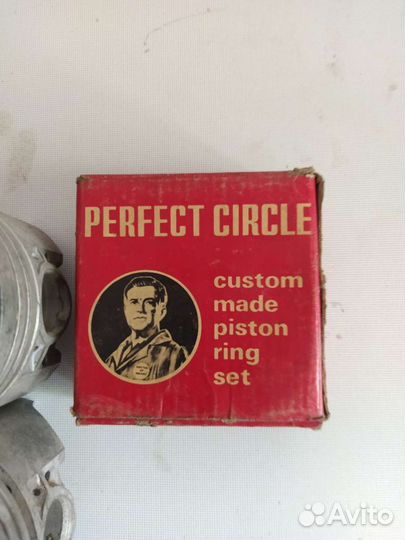 PERFECT CIRCLE
custom
made
piston
ring
set
Avito